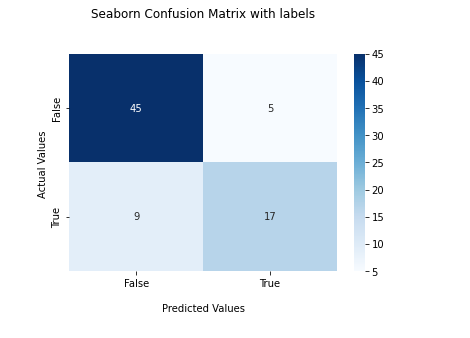 Seaborn Confusion Matrix with labels
45
5
9
17
False
True
Actual Values
False
True
Predicted Values
45
40
35
30
25
20
15
10
5